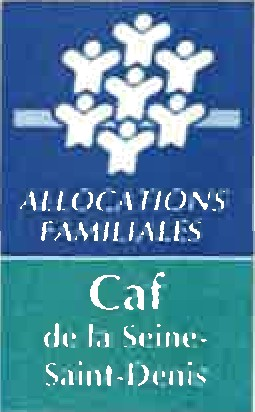 ALLOCATIONS
FAMILIALES
Caf
de la Seine-
Saint-Denis